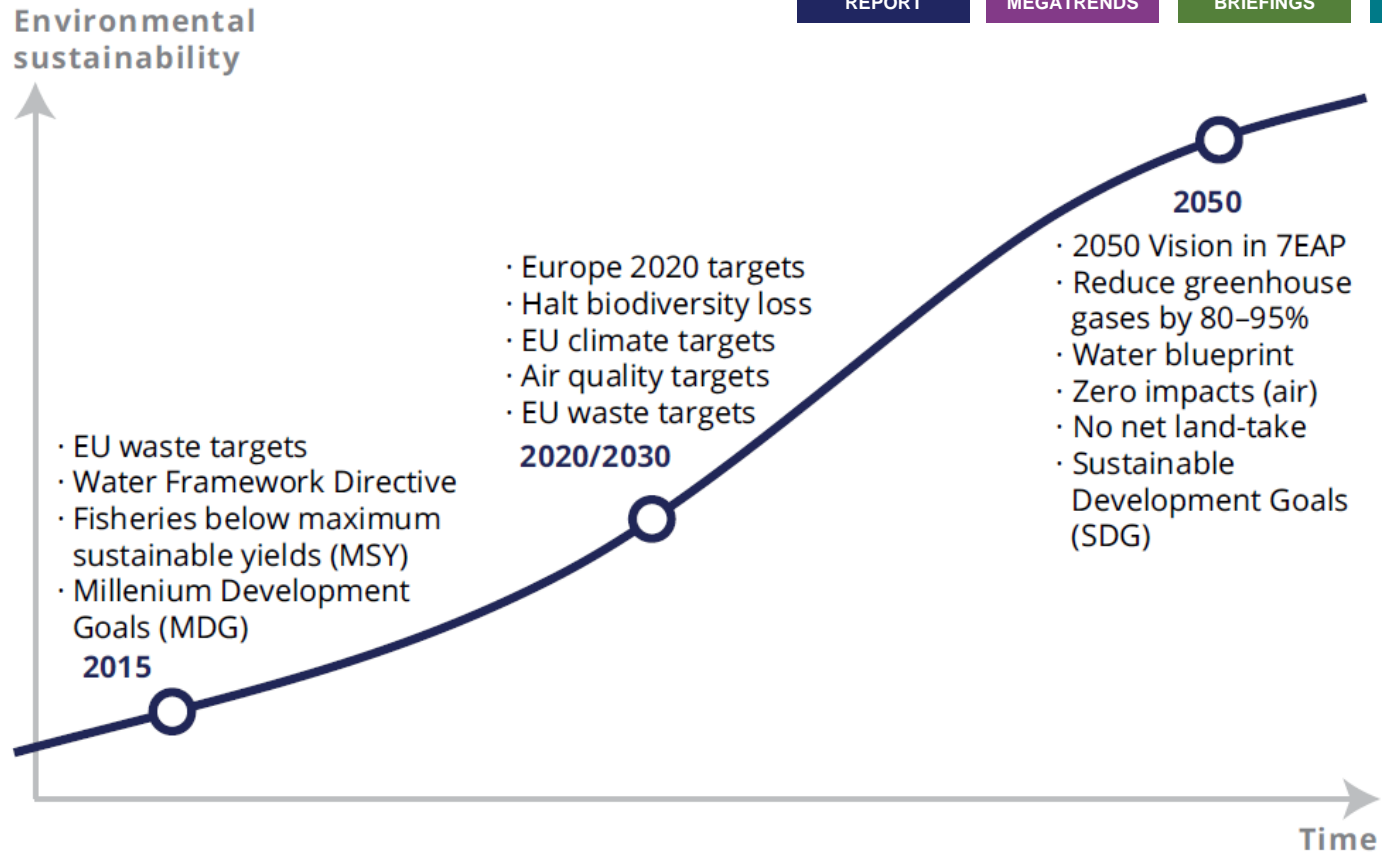 REPORT
MEGATRENDS
BRIEFINGS
Environmental
sustainability
· EU waste targets
· Water Framework Directive
· Fisheries below maximum
sustainable yields (MSY)
· Millenium Development
Goals (MDG)
2015
· Europe 2020 targets
· Halt biodiversity loss
· EU climate targets
· Air quality targets
· EU waste targets
2020/2030
2050
· 2050 Vision in 7EAP
· Reduce greenhouse
gases by 80–95%
· Water blueprint
· Zero impacts (air)
· No net land-take
· Sustainable
Development Goals
(SDG)
Time